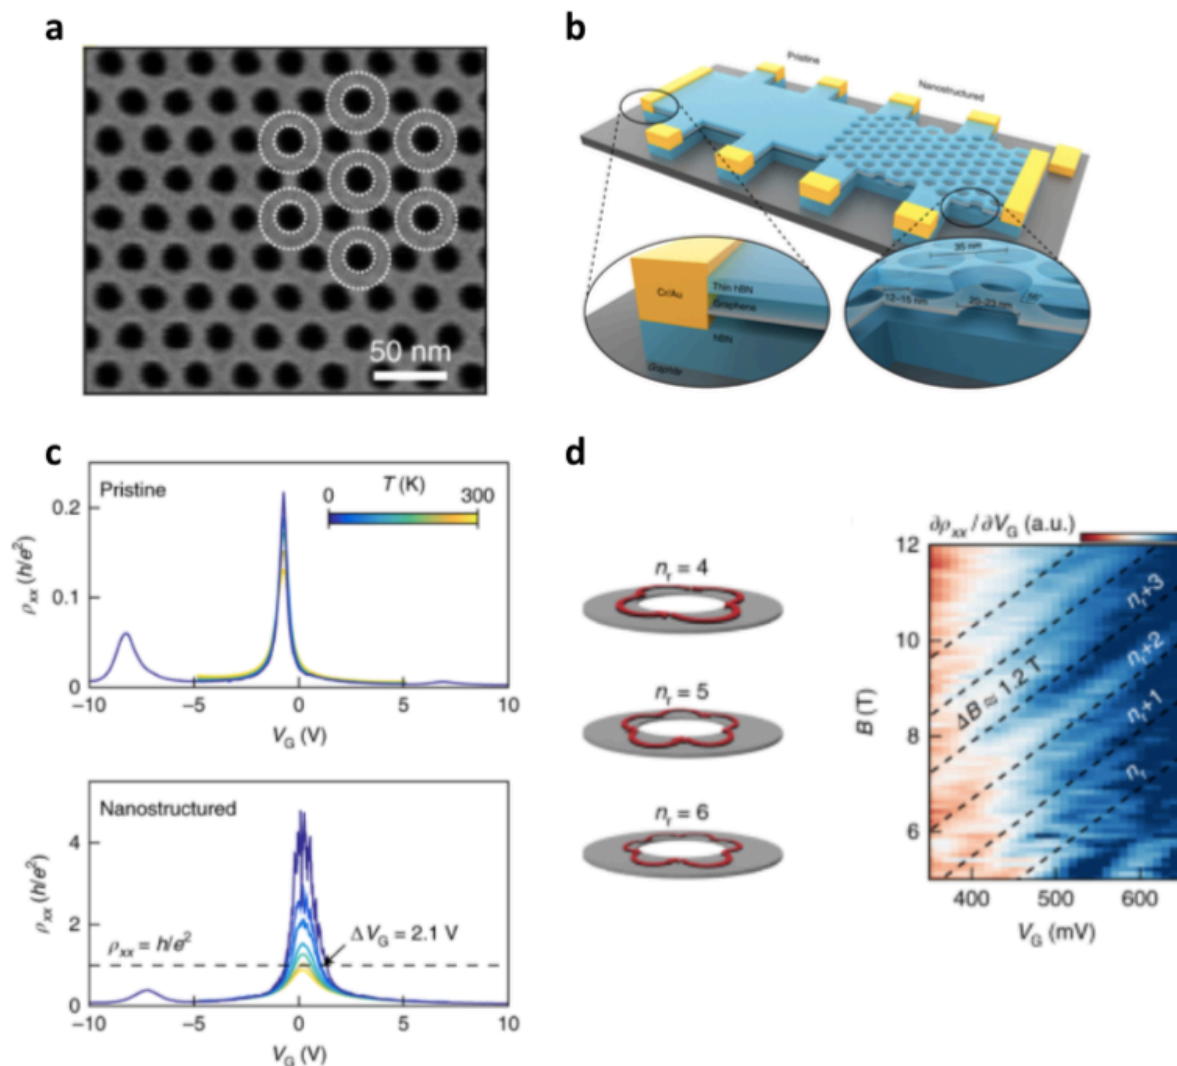 a
50 nm
b
Pristine
Nanostructured
Cr/Au
Thin hBN
Graphene
hBN
Graphite
35 nm
12–15 nm
20–23 nm
c
Pristine
T (K)
0
300
ρxx (h/e²)
0.2
0.1
0
–10
–5
0
5
10
VG (V)
Nanostructured
ρxx (h/e²)
4
2
0
ρxx = h/e²
ΔVG = 2.1 V
–10
–5
0
5
10
VG (V)
d
nr = 4
nr = 5
nr = 6
∂ρxx / ∂VG (a.u.)
B (T)
12
10
8
6
ΔB ≈ 1.2 T
nr+3
nr+2
nr+1
nr
400
500
600
VG (mV)